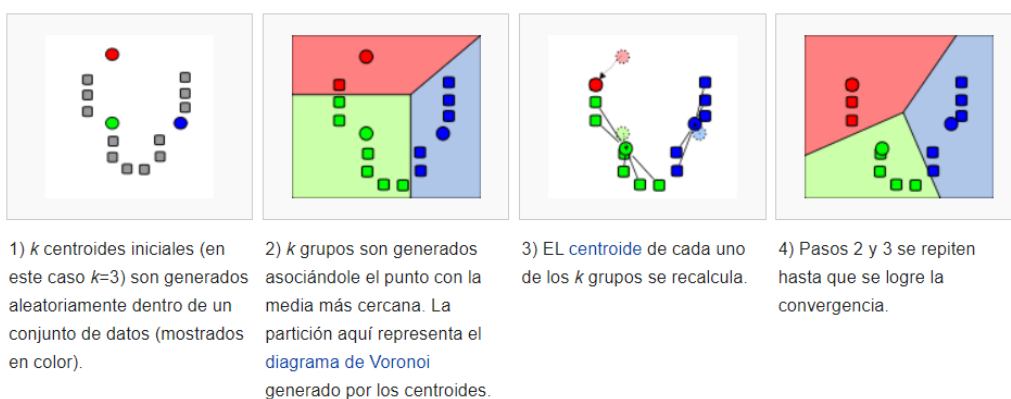 1) k centroides iniciales (en
este caso k=3) son generados
aleatoriamente dentro de un
conjunto de datos (mostrados
en color).
2) k grupos son generados
asociándole el punto con la
media más cercana. La
partición aquí representa el
diagrama de Voronoi
generado por los centroides.
3) EL centroide de cada uno
de los k grupos se recalcula.
4) Pasos 2 y 3 se repiten
hasta que se logre la
convergencia.